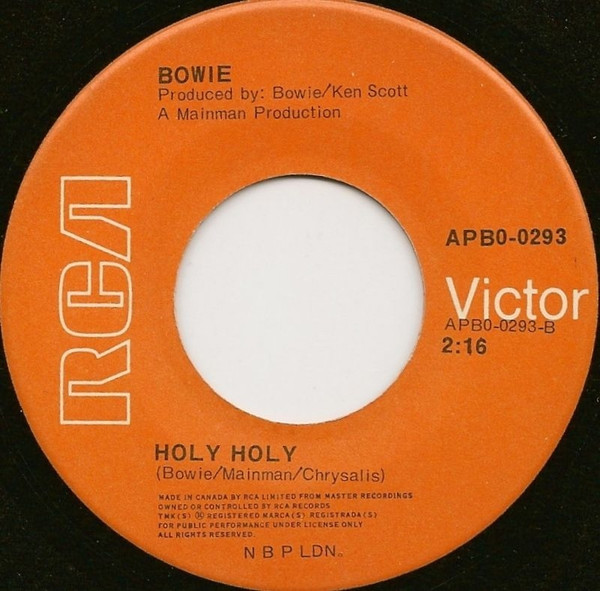 BOWIE
Produced by: Bowie/Ken Scott
A Mainman Production
RCA
APBO-0293
Victor
APBO-0293-B
2:16
HOLY HOLY
(Bowie/Mainman/Chrysalis)
MADE IN CANADA BY RCA LIMITED FROM MASTER RECORDINGS
OWNED OR CONTROLLED BY RCA RECORDS
TMK(S) ® REGISTERED MARCA(S) REGISTRADA(S)
FOR PUBLIC PERFORMANCE UNDER LICENSE ONLY
ALL RIGHTS RESERVED.
N B P LDN.